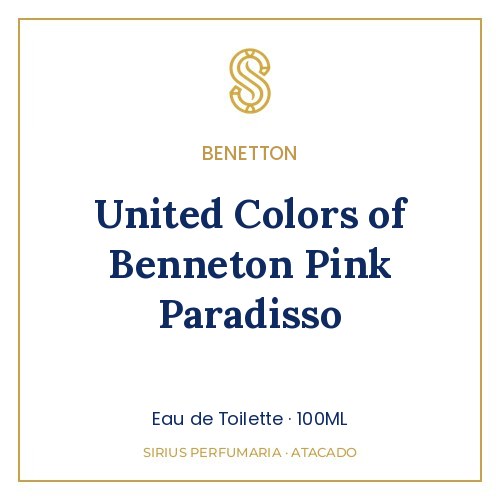 BENETTON
United Colors of
Benneton Pink
Paradisso
Eau de Toilette · 100ML
SIRIUS PERFUMARIA · ATACADO